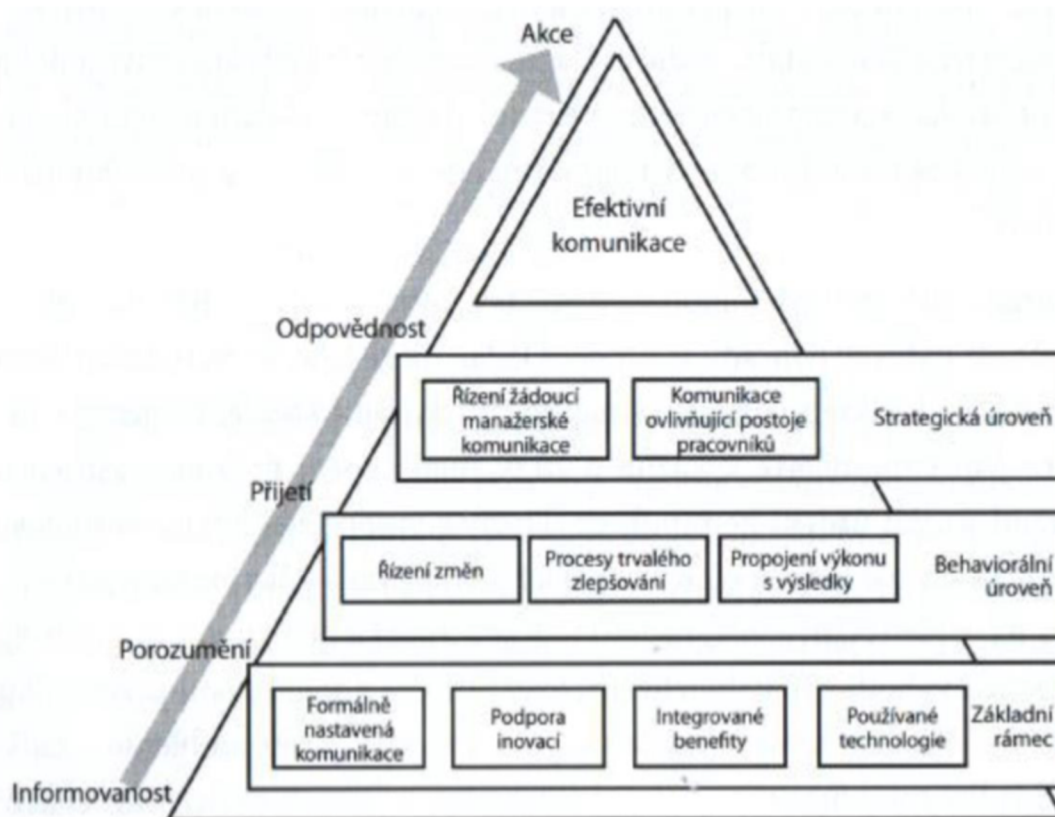 Akce
Efektivní
komunikace
Odpovědnost
Řízení žádoucí
manažerské
komunikace
Komunikace
ovlivňující postoje
pracovníků
Strategická úroveň
Přijetí
Řízení změn
Procesy trvalého
zlepšování
Propojení výkonu
s výsledky
Behaviorální
úroveň
Porozumění
Formálně
nastavená
komunikace
Podpora
inovací
Integrované
benefity
Používané
technologie
Základní
rámec
Informovanost